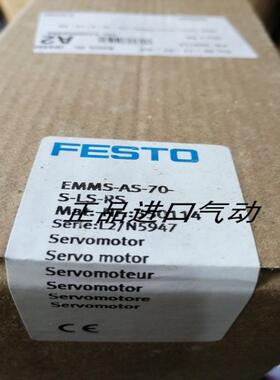 A2
FESTO
EMMS-AS-70-
S-LS-RS
正品进口气动
Serie:L2/N5947
Servomotor
Servo motor
Servomoteur
Servomotor
Servomotore
Servomotor
CE